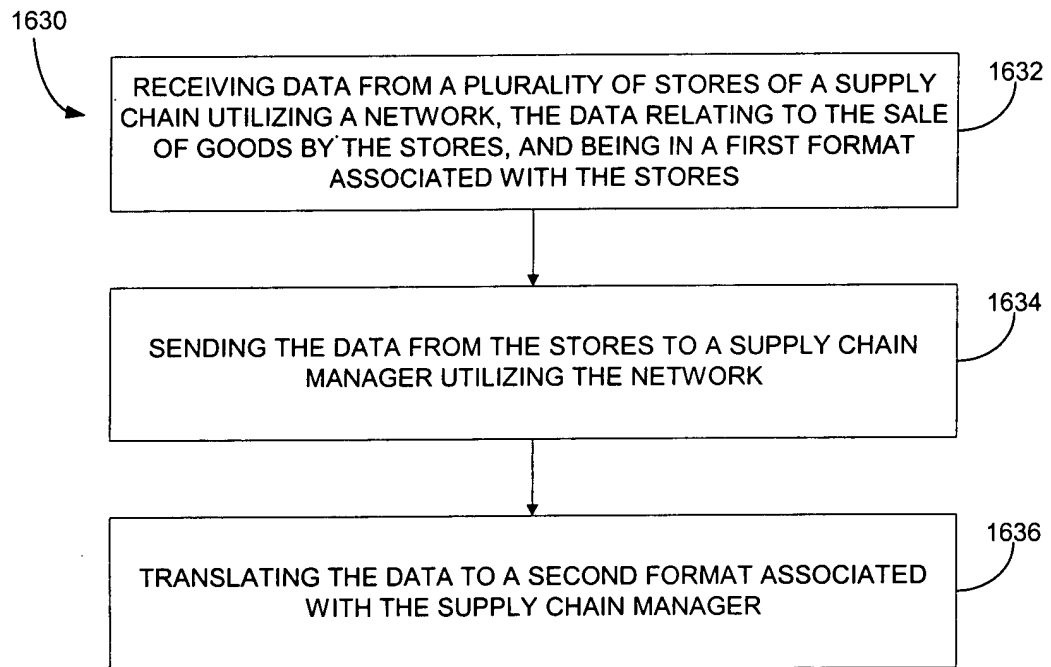 1630
RECEIVING DATA FROM A PLURALITY OF STORES OF A SUPPLY
CHAIN UTILIZING A NETWORK, THE DATA RELATING TO THE SALE
OF GOODS BY THE STORES, AND BEING IN A FIRST FORMAT
ASSOCIATED WITH THE STORES
1632
SENDING THE DATA FROM THE STORES TO A SUPPLY CHAIN
MANAGER UTILIZING THE NETWORK
1634
TRANSLATING THE DATA TO A SECOND FORMAT ASSOCIATED
WITH THE SUPPLY CHAIN MANAGER
1636